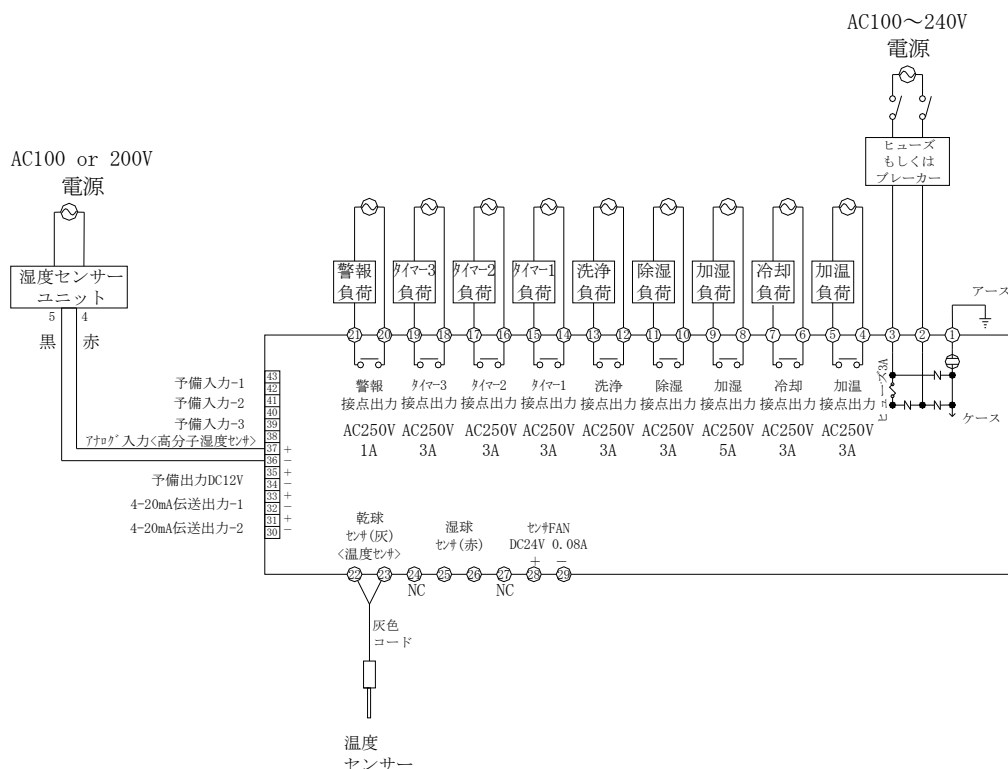 AC100～240V
電源
ヒューズ
もしくは
ブレーカー
AC100 or 200V
電源
湿度センサー
ユニット
5 4
黒 赤
警報
負荷
ﾀｲﾏｰ3
負荷
ﾀｲﾏｰ2
負荷
ﾀｲﾏｰ1
負荷
洗浄
負荷
除湿
負荷
加湿
負荷
冷却
負荷
加温
負荷
アース
21 20 19 18 17 16 15 14 13 12 11 10 9 8 7 6 5 4 3 2 1
警報
接点出力
AC250V
1A
ﾀｲﾏｰ3
接点出力
AC250V
3A
ﾀｲﾏｰ2
接点出力
AC250V
3A
ﾀｲﾏｰ1
接点出力
AC250V
3A
洗浄
接点出力
AC250V
3A
除湿
接点出力
AC250V
3A
加湿
接点出力
AC250V
5A
冷却
接点出力
AC250V
3A
加温
接点出力
AC250V
3A
ヒューズ3A
N
N N
ケース
43
予備入力-1
42
41
予備入力-2
40
39
予備入力-3
38
ｱﾅﾛｸﾞ入力<高分子湿度ｾﾝｻ>
37 +
36 -
35 +
予備出力DC12V
34 -
33 +
4-20mA伝送出力-1
32 -
31 +
4-20mA伝送出力-2
30 -
乾球
ｾﾝｻ(灰)
<温度ｾﾝｻ>
湿球
ｾﾝｻ(赤)
ｾﾝｻFAN
DC24V 0.08A
+ -
22 23 24 25 26 27 28 29
NC NC
灰色
コード
温度
センサー